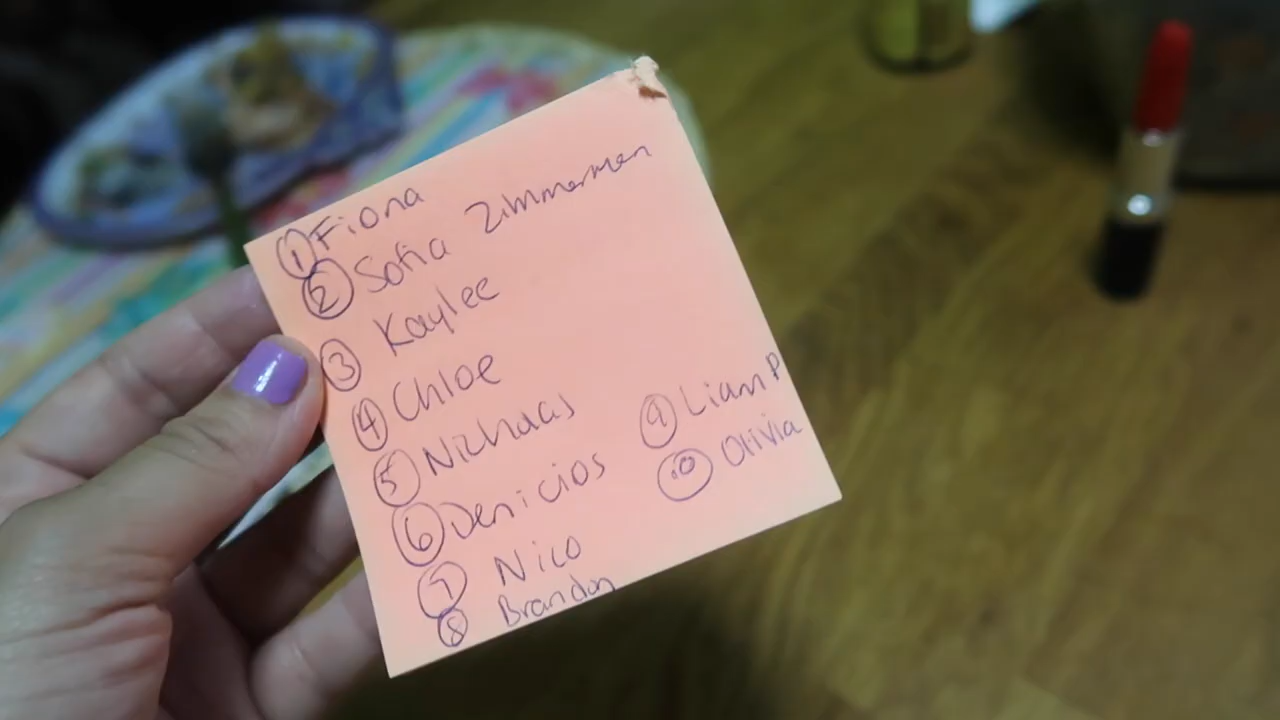 1 Fiona
2 Sofia Zimmerman
3 Kaylee
4 Chloe
5 Nichaas
6 Denicios
7 Nico
8 Brandon
9 Liam P
10 Olivia